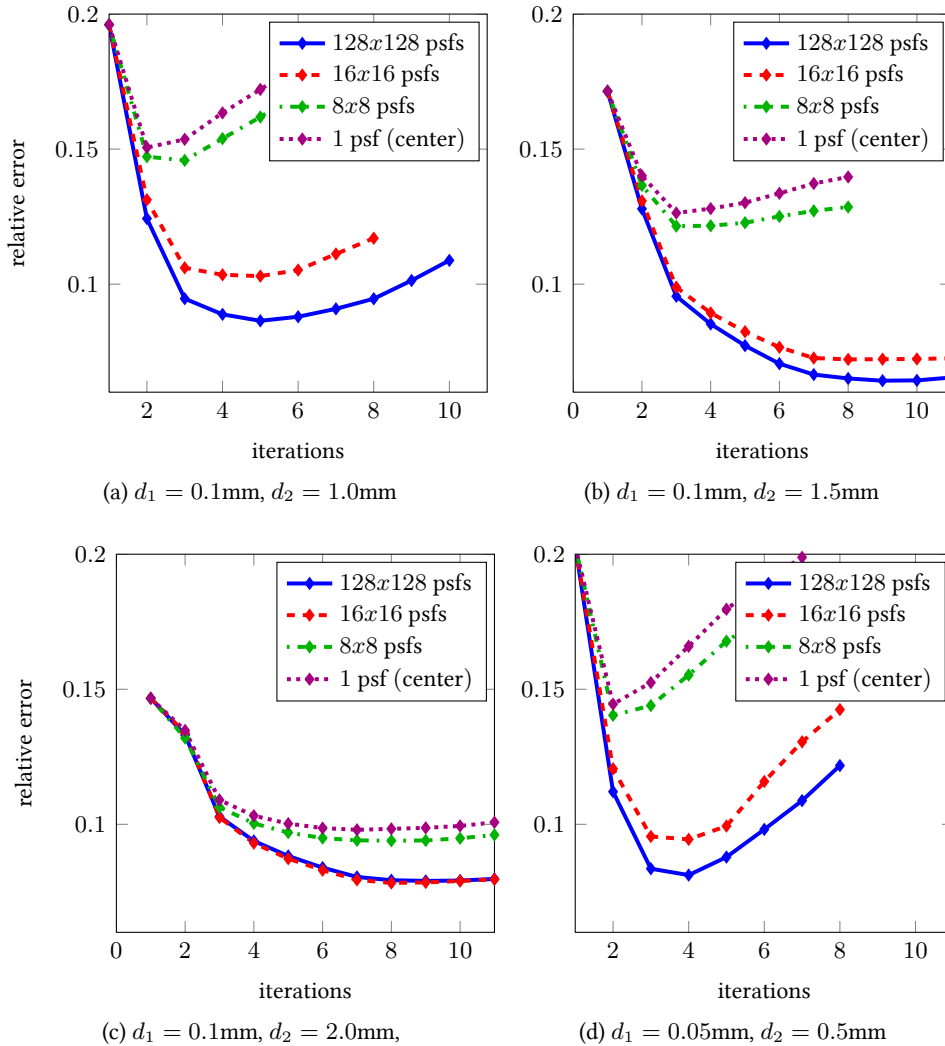 0.2
0.15
0.1
relative error
2 4 6 8 10
iterations
128x128 psfs
16x16 psfs
8x8 psfs
1 psf (center)
(a) d₁ = 0.1mm, d₂ = 1.0mm
0.2
0.15
0.1
0 2 4 6 8 10
iterations
128x128 psfs
16x16 psfs
8x8 psfs
1 psf (center)
(b) d₁ = 0.1mm, d₂ = 1.5mm
0.2
0.15
0.1
relative error
0 2 4 6 8 10
iterations
128x128 psfs
16x16 psfs
8x8 psfs
1 psf (center)
(c) d₁ = 0.1mm, d₂ = 2.0mm,
0.2
0.15
0.1
2 4 6 8 10
iterations
128x128 psfs
16x16 psfs
8x8 psfs
1 psf (center)
(d) d₁ = 0.05mm, d₂ = 0.5mm